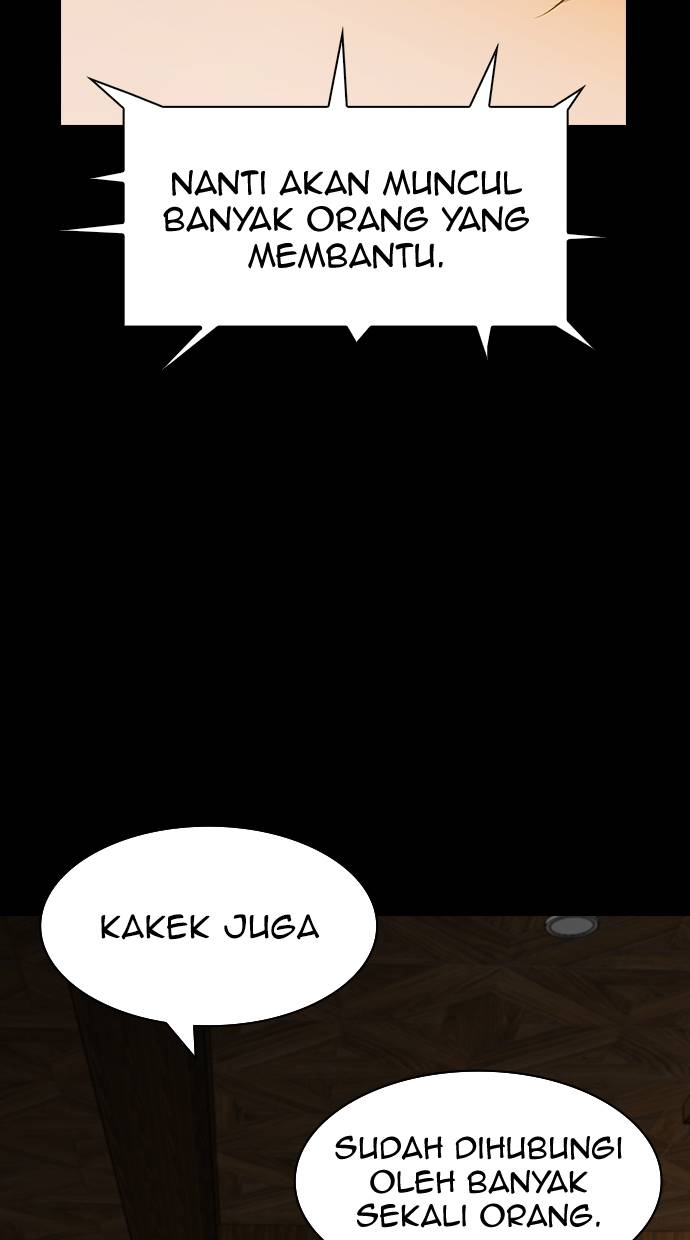 NANTI AKAN MUNCUL
BANYAK ORANG YANG
MEMBANTU.
KAKEK JUGA
SUDAH DIHUBUNGI
OLEH BANYAK
SEKALI ORANG.